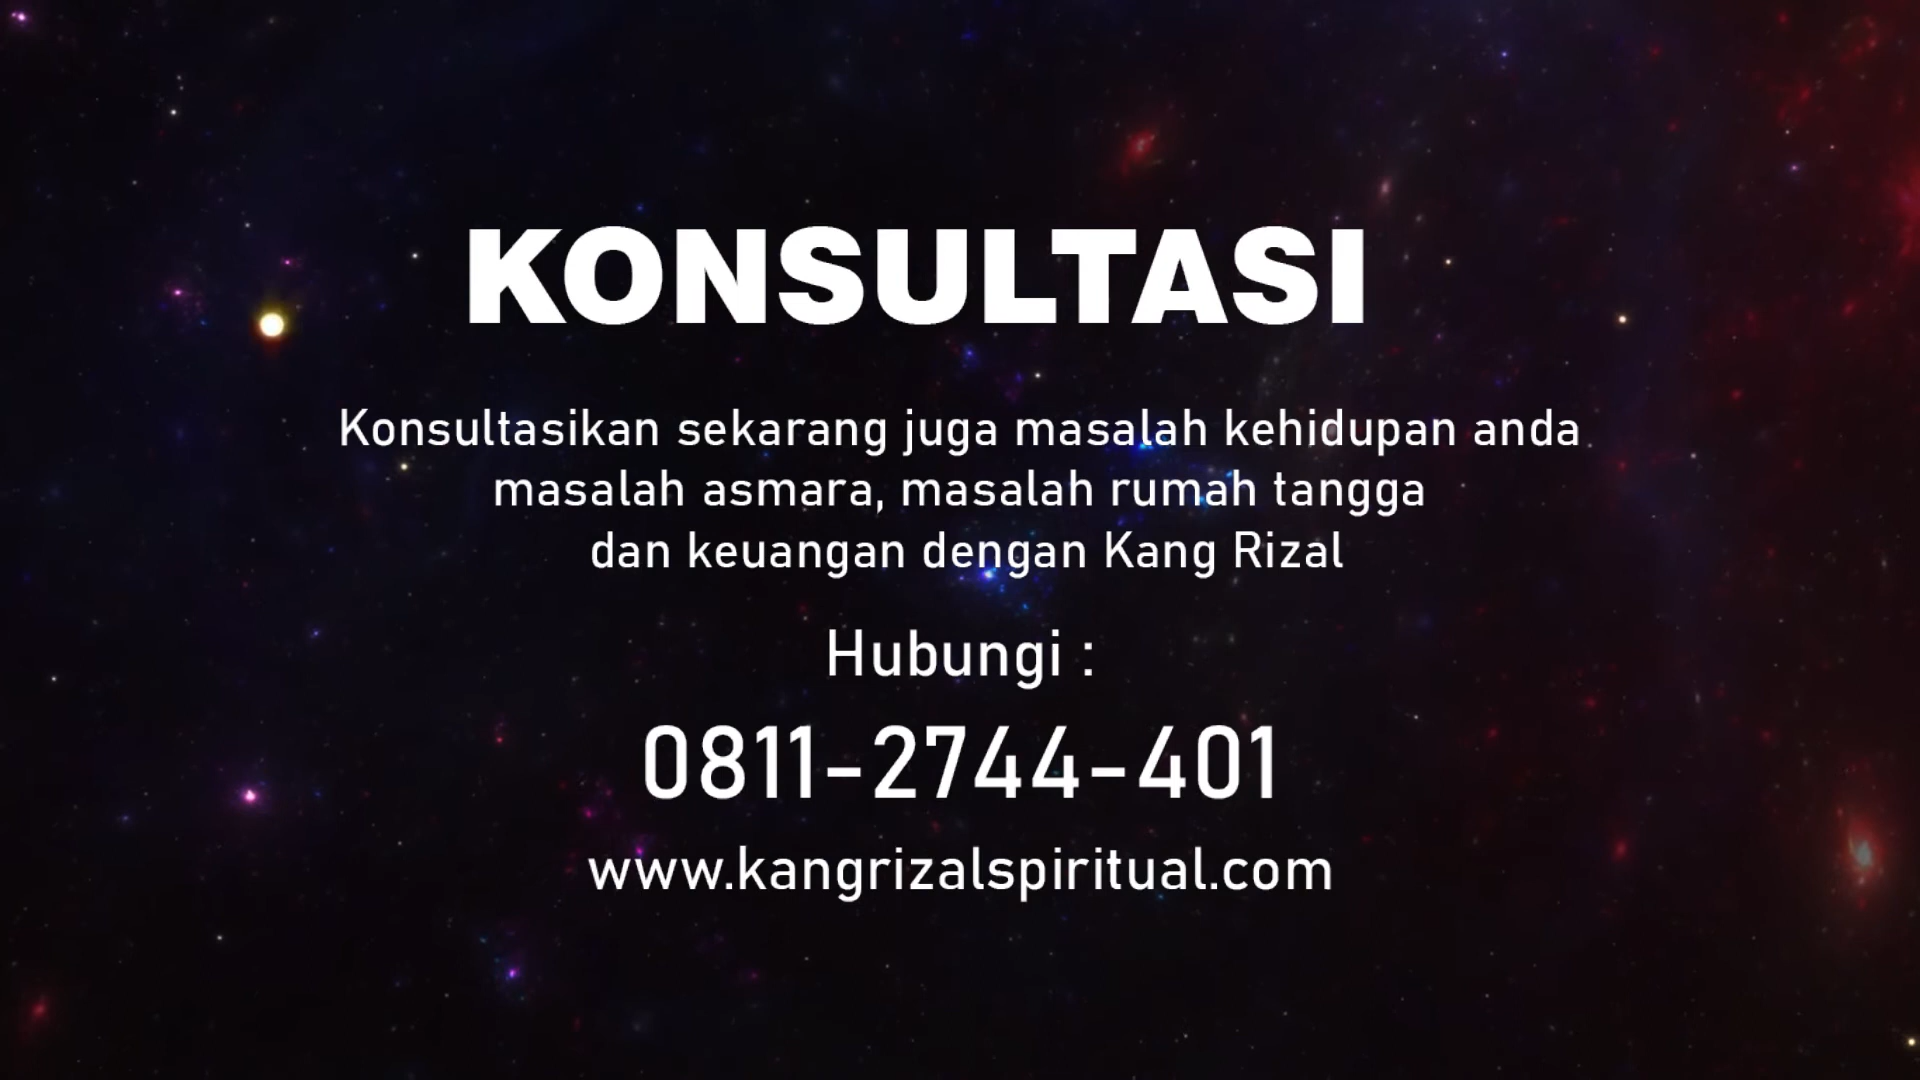 KONSULTASI
Konsultasikan sekarang juga masalah kehidupan anda
masalah asmara, masalah rumah tangga
dan keuangan dengan Kang Rizal
Hubungi :
0811-2744-401
www.kangrizalspiritual.com